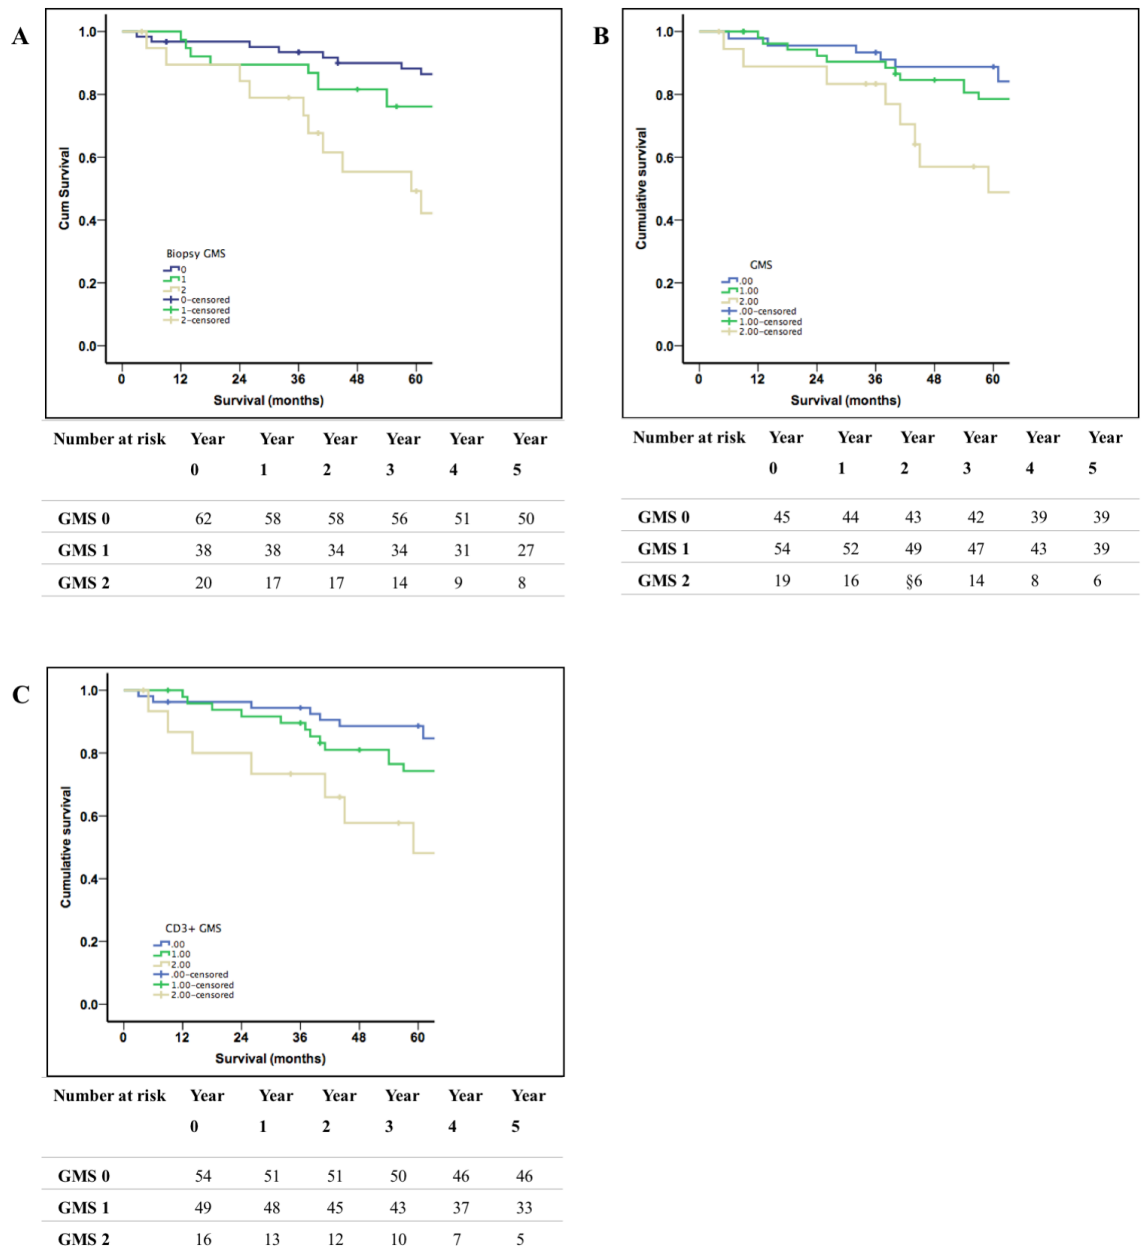 A
1.0
0.8
0.6
0.4
0.2
0.0
Cum Survival
Biopsy GMS
0
1
2
0-censored
1-censored
2-censored
0 12 24 36 48 60
Survival (months)
Number at risk Year Year Year Year Year Year
0 1 2 3 4 5
GMS 0 62 58 58 56 51 50
GMS 1 38 38 34 34 31 27
GMS 2 20 17 17 14 9 8
B
1.0
0.8
0.6
0.4
0.2
0.0
Cumulative survival
GMS
.00
1.00
2.00
.00-censored
1.00-censored
2.00-censored
0 12 24 36 48 60
Survival (months)
Number at risk Year Year Year Year Year Year
0 1 2 3 4 5
GMS 0 45 44 43 42 39 39
GMS 1 54 52 49 47 43 39
GMS 2 19 16 §6 14 8 6
C
1.0
0.8
0.6
0.4
0.2
0.0
Cumulative survival
CD3+ GMS
.00
1.00
2.00
.00-censored
1.00-censored
2.00-censored
0 12 24 36 48 60
Survival (months)
Number at risk Year Year Year Year Year Year
0 1 2 3 4 5
GMS 0 54 51 51 50 46 46
GMS 1 49 48 45 43 37 33
GMS 2 16 13 12 10 7 5